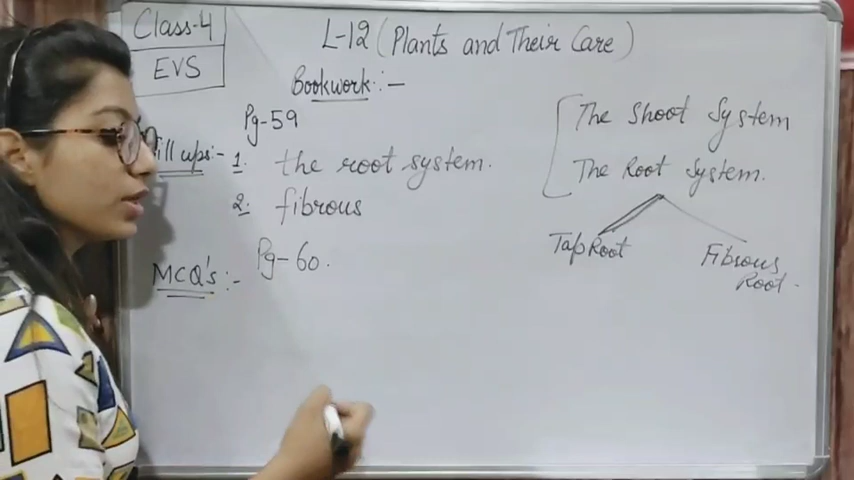 Class-4
EVS
L-12 (Plants and Their Care)
Bookwork:-
Pg-59
ill ups:- 1. the root system.
2. fibrous
MCQ's:- Pg-60.
The Shoot System
The Root System.
Tap Root
Fibrous
Root.